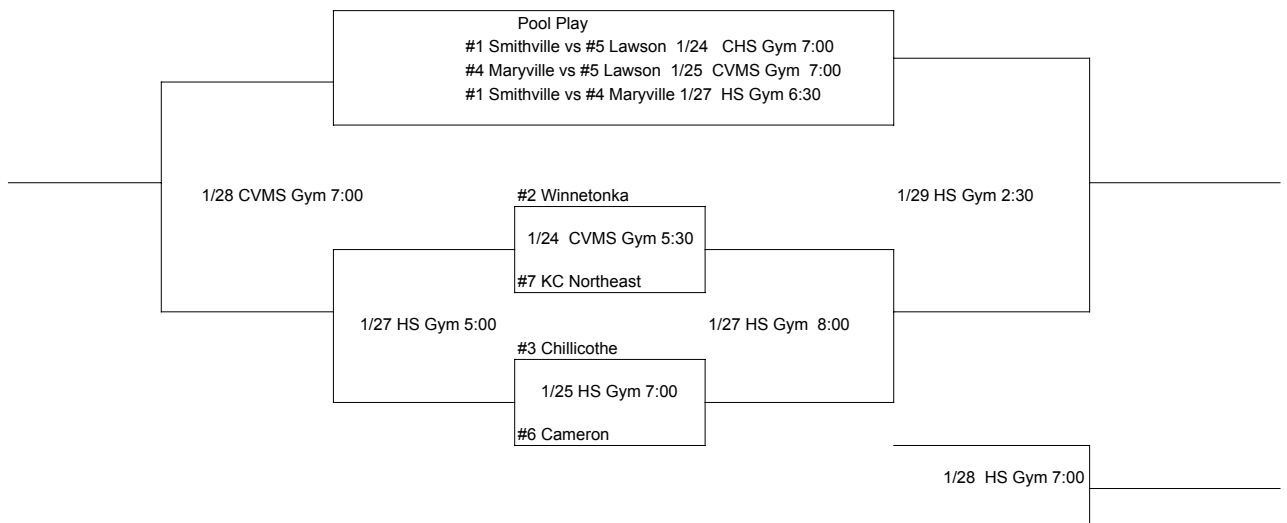 Pool Play
#1 Smithville vs #5 Lawson 1/24 CHS Gym 7:00
#4 Maryville vs #5 Lawson 1/25 CVMS Gym 7:00
#1 Smithville vs #4 Maryville 1/27 HS Gym 6:30
1/28 CVMS Gym 7:00
#2 Winnetonka
1/29 HS Gym 2:30
1/24 CVMS Gym 5:30
#7 KC Northeast
1/27 HS Gym 5:00
1/27 HS Gym 8:00
#3 Chillicothe
1/25 HS Gym 7:00
#6 Cameron
1/28 HS Gym 7:00